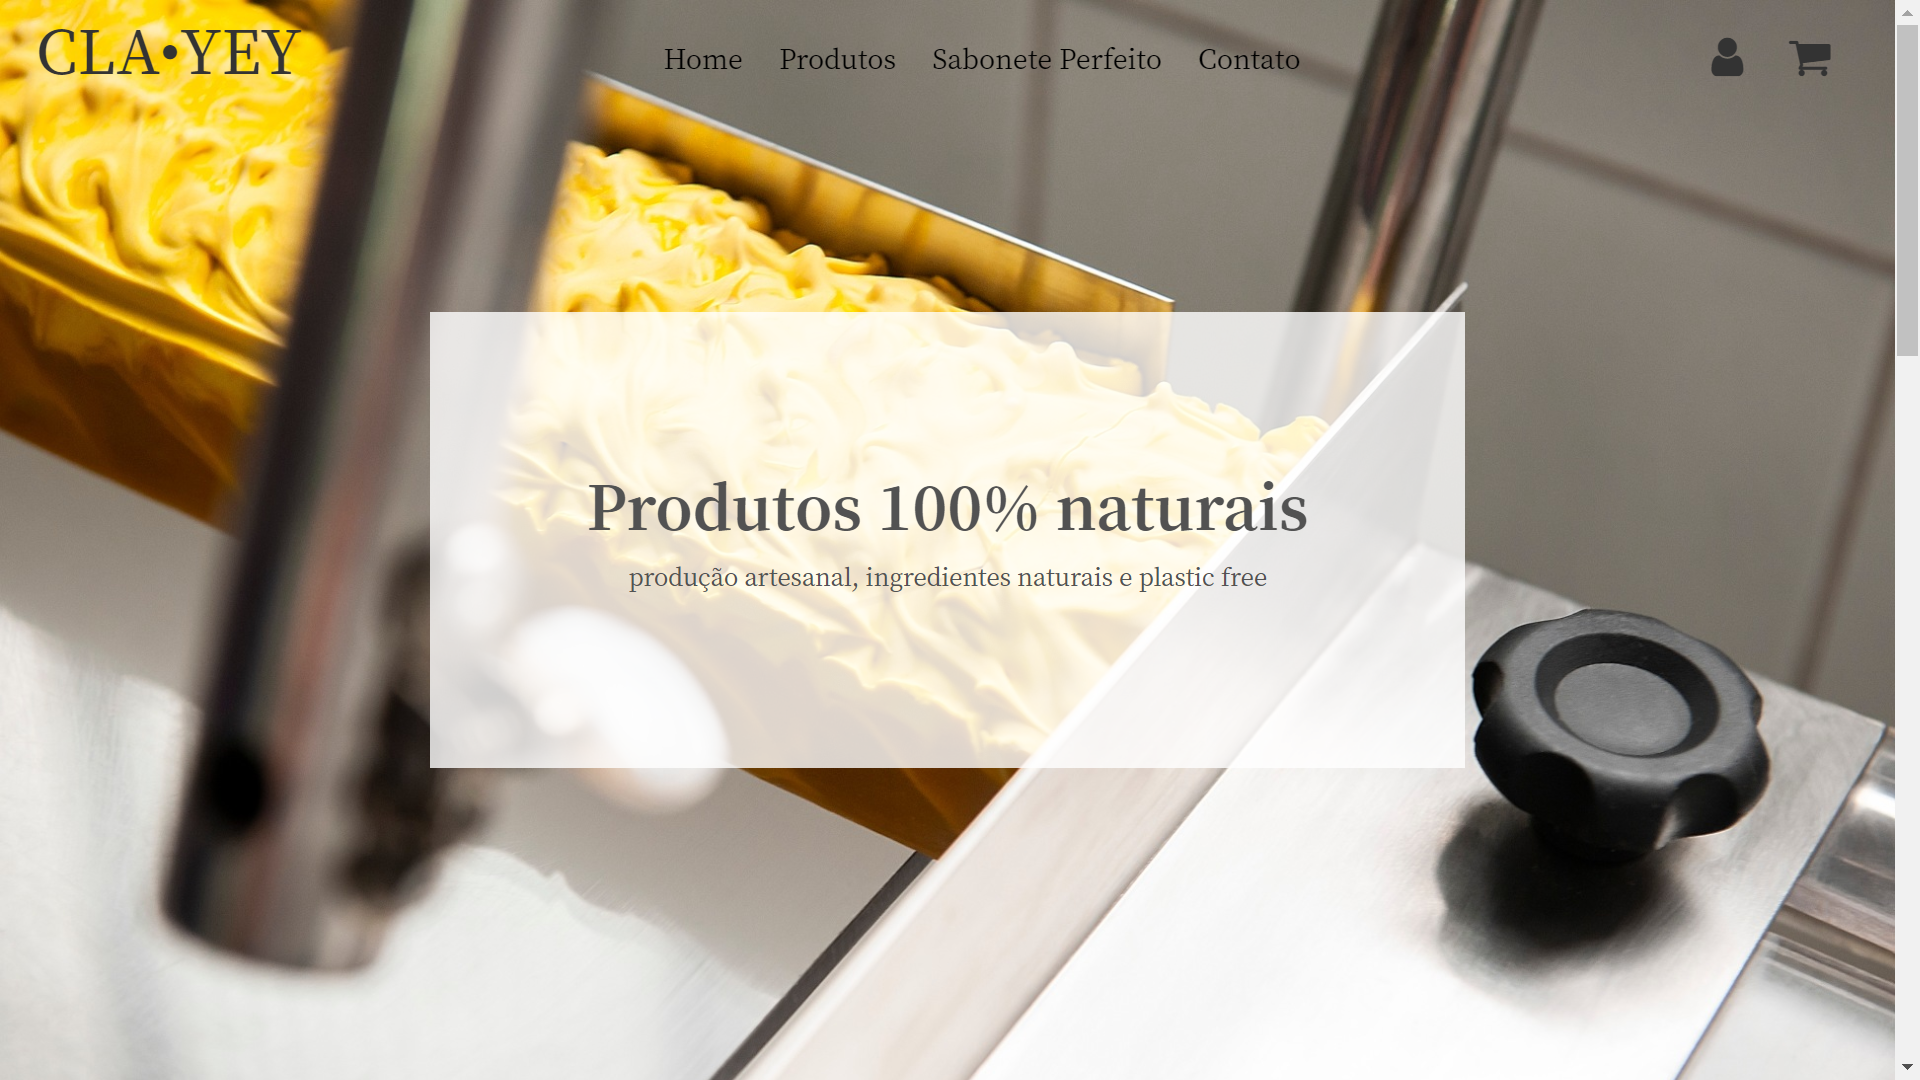 CLA•YEY
Home Produtos Sabonete Perfeito Contato
Produtos 100% naturais
produção artesanal, ingredientes naturais e plastic free